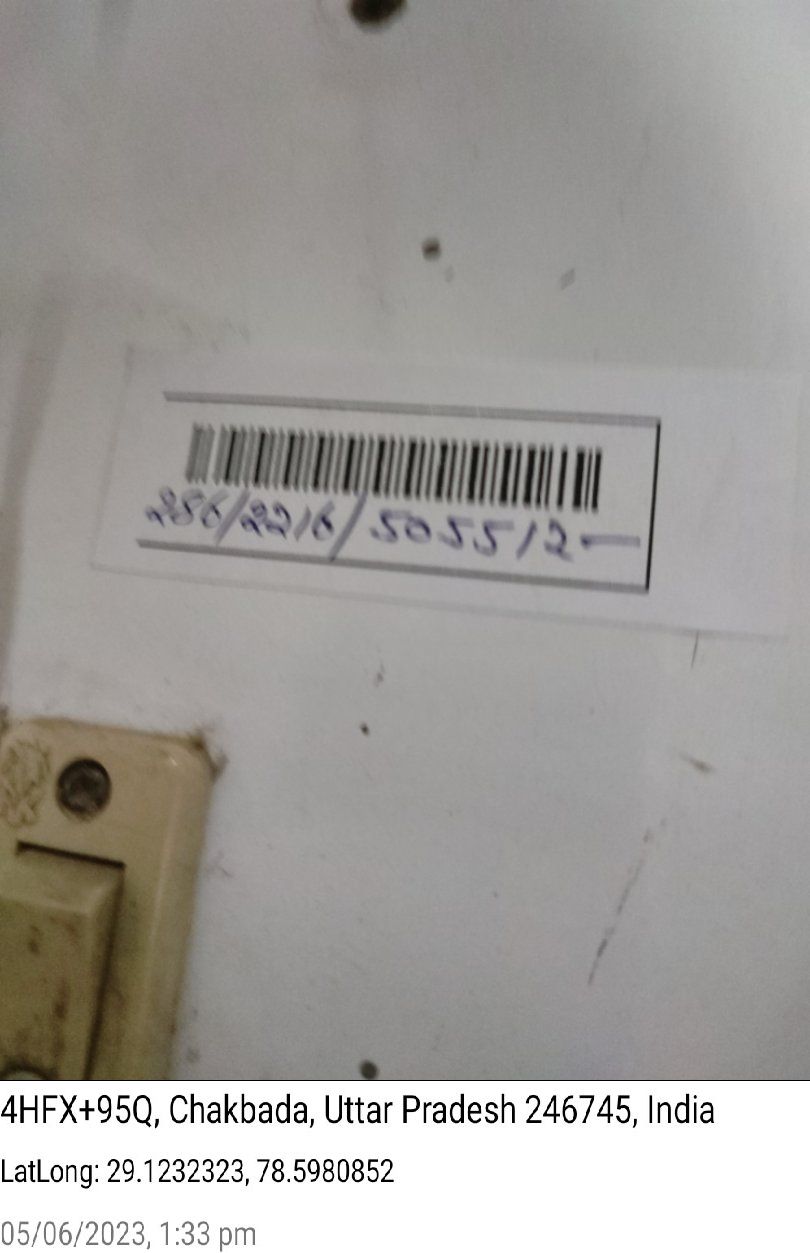 286/2216/505512-
4HFX+95Q, Chakbada, Uttar Pradesh 246745, India
LatLong: 29.1232323, 78.5980852
05/06/2023, 1:33 pm